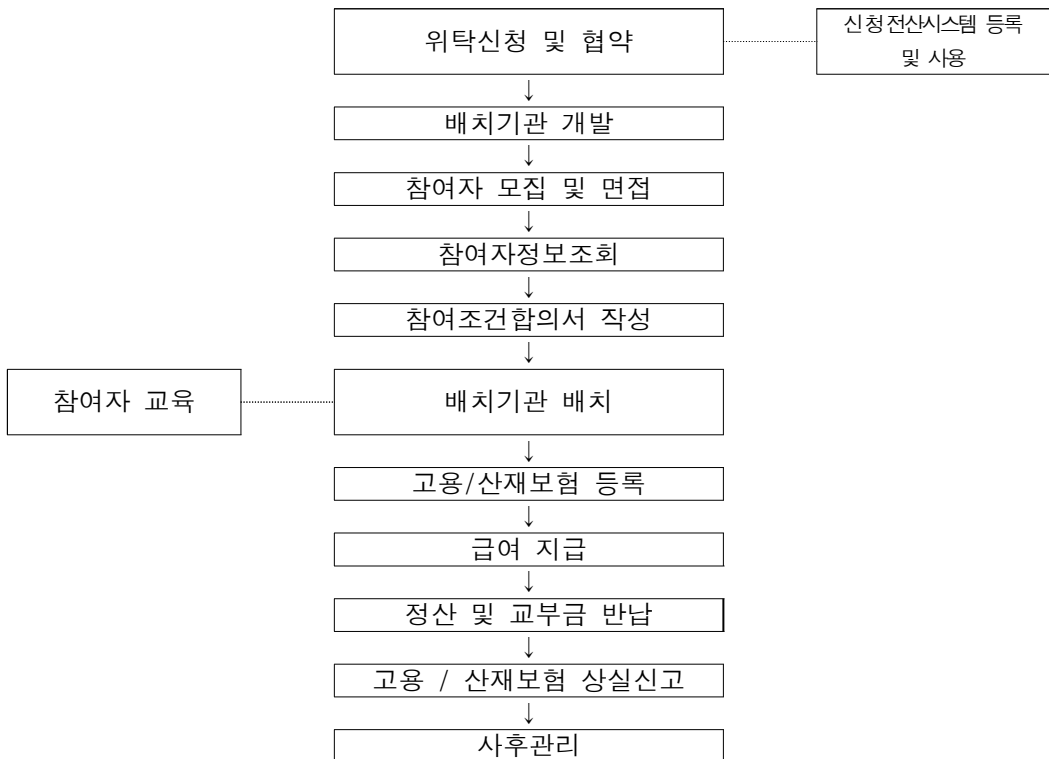 위탁신청 및 협약
신청전산시스템 등록
및 사용
↓
배치기관 개발
↓
참여자 모집 및 면접
↓
참여자정보조회
↓
참여조건합의서 작성
↓
참여자 교육
배치기관 배치
↓
고용/산재보험 등록
↓
급여 지급
↓
정산 및 교부금 반납
↓
고용 / 산재보험 상실신고
↓
사후관리